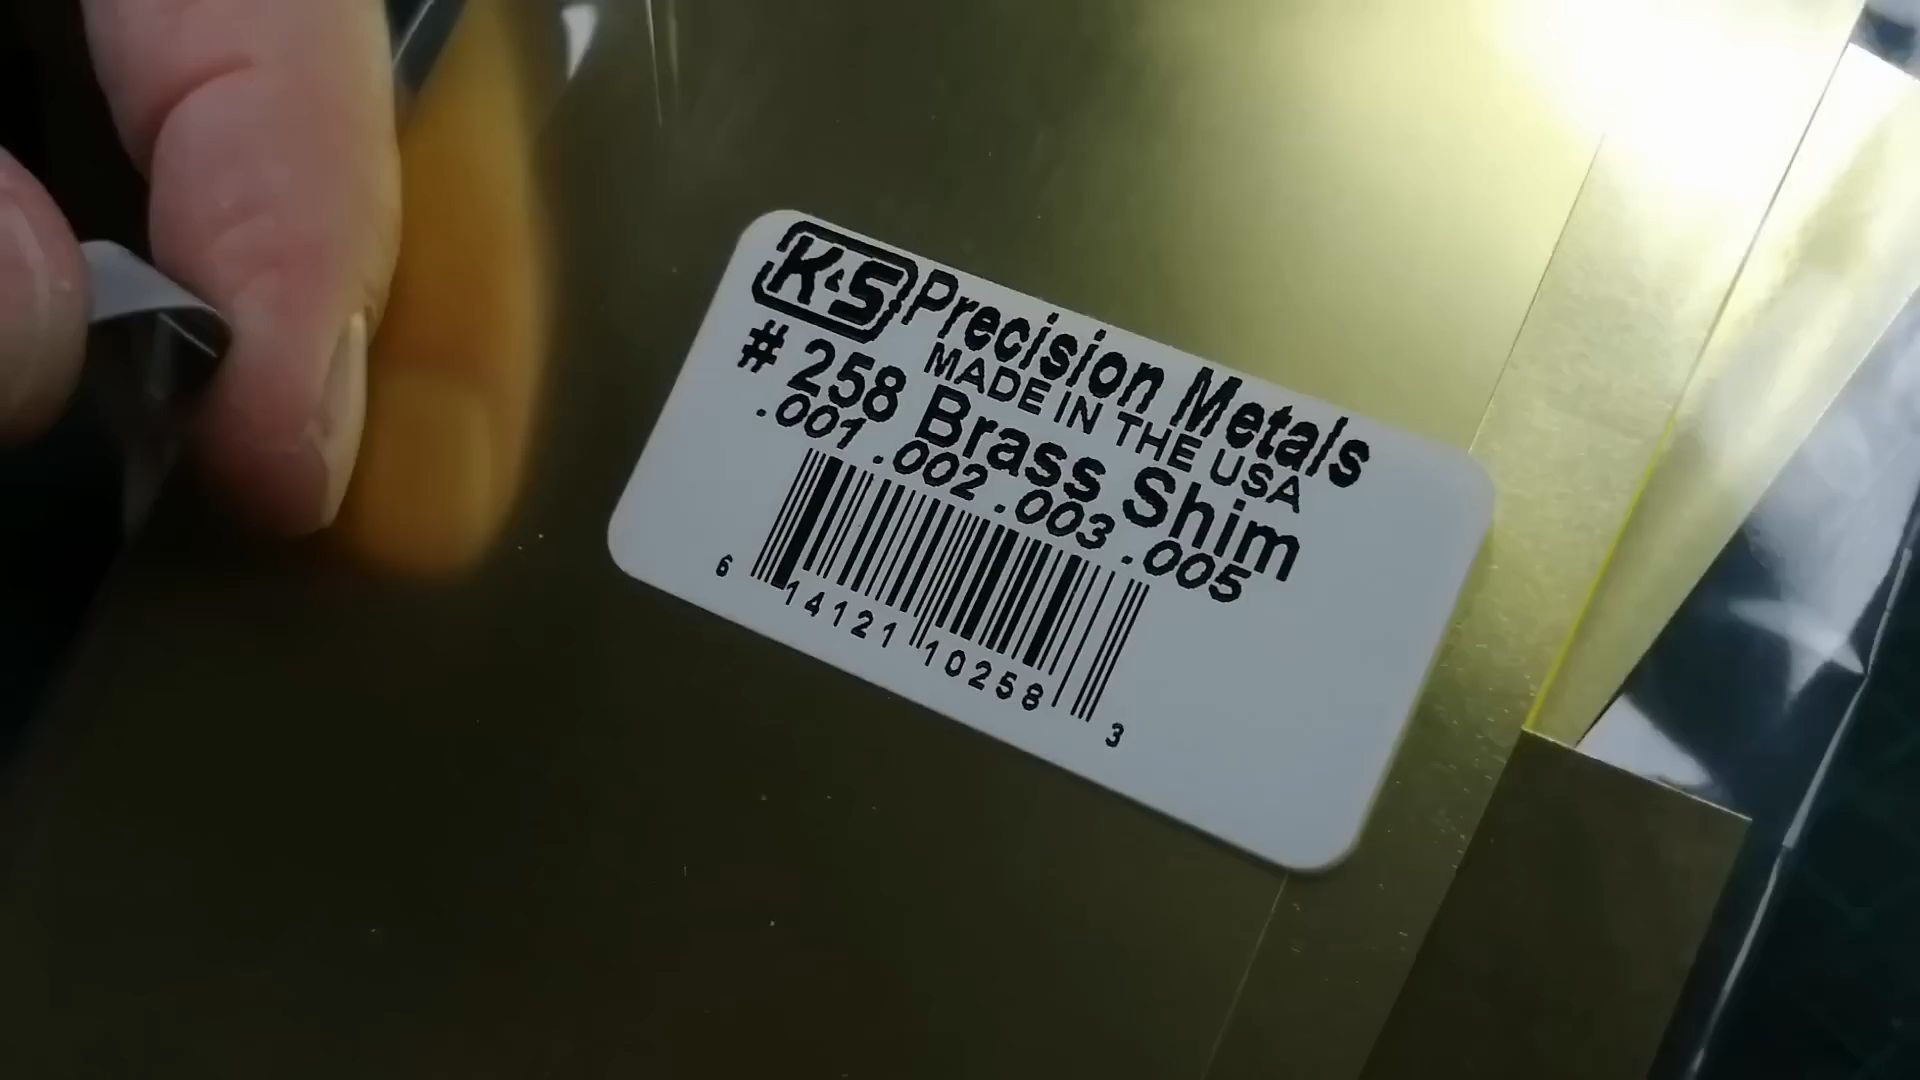 K&S Precision Metals
MADE IN THE USA
# 258 Brass Shim
.001 .002 .003 .005
6 14121 10258 3